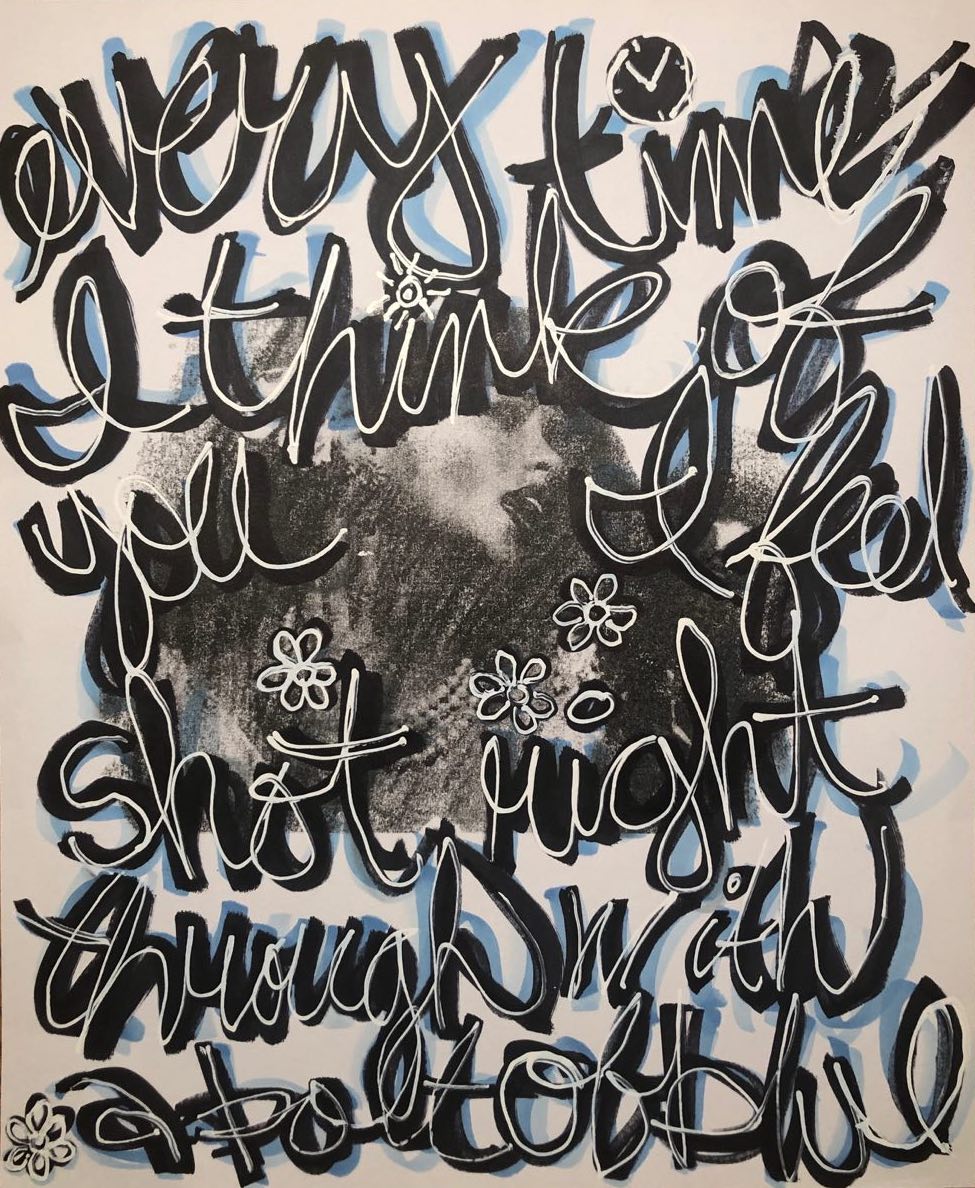 every time
I think of
you I feel
shot right
through with
a bolt of blue